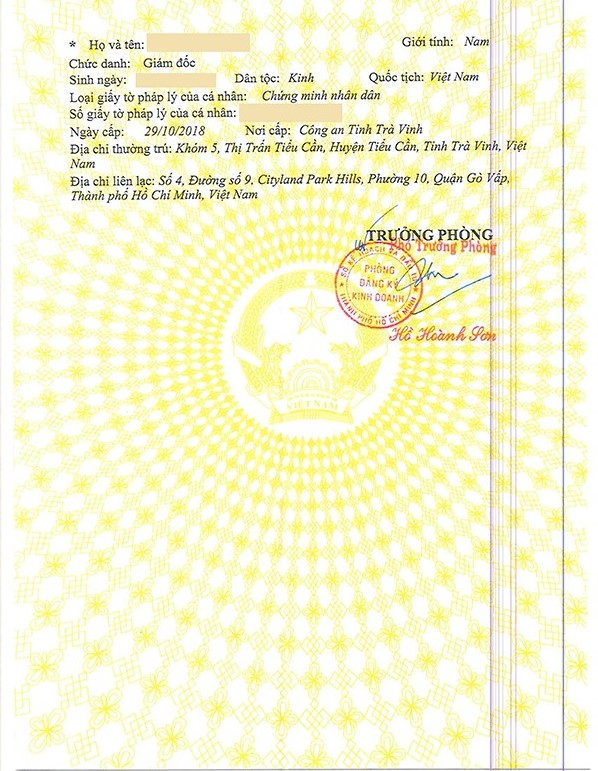 * Họ và tên: Giới tính: Nam
Chức danh: Giám đốc
Sinh ngày: Dân tộc: Kinh Quốc tịch: Việt Nam
Loại giấy tờ pháp lý của cá nhân: Chứng minh nhân dân
Số giấy tờ pháp lý của cá nhân:
Ngày cấp: 29/10/2018 Nơi cấp: Công an Tỉnh Trà Vinh
Địa chỉ thường trú: Khóm 5, Thị Trấn Tiểu Cần, Huyện Tiểu Cần, Tỉnh Trà Vinh, Việt
Nam
Địa chỉ liên lạc: Số 4, Đường số 9, Cityland Park Hills, Phường 10, Quận Gò Vấp,
Thành phố Hồ Chí Minh, Việt Nam
TRƯỞNG PHÒNG
Phó Trưởng Phòng
SỞ KẾ HOẠCH VÀ ĐẦU TƯ
PHÒNG
ĐĂNG KÝ
KINH DOANH
THÀNH PHỐ HỒ CHÍ MINH
Hồ Hoành Sơn
VIỆT NAM